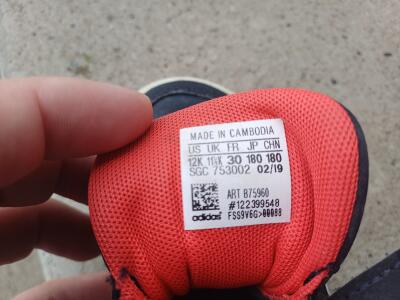 MADE IN CAMBODIA
US UK FR JP CHN
12K 11½K 30 180 180
SGC 753002 02/19
ART B75960
#122399548
adidas FSS9V6G>